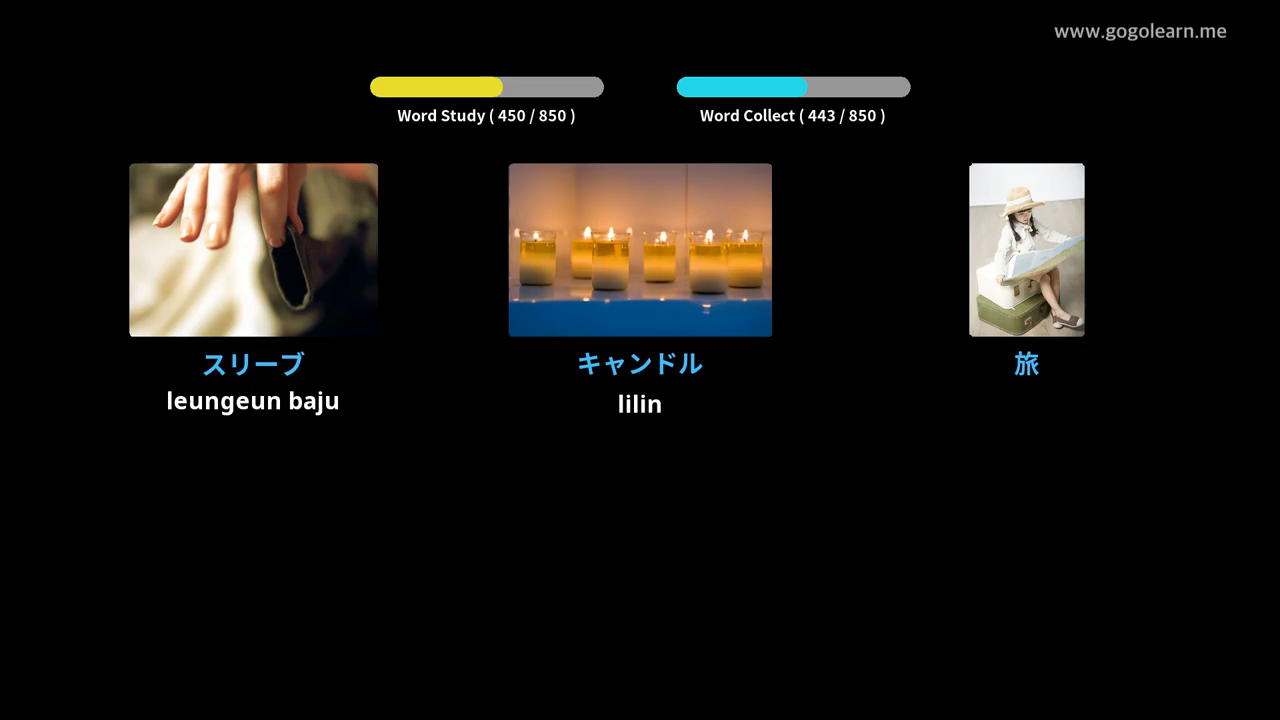 www.gogolearn.me
Word Study ( 450 / 850 )
Word Collect ( 443 / 850 )
スリーブ
leungeun baju
キャンドル
lilin
旅